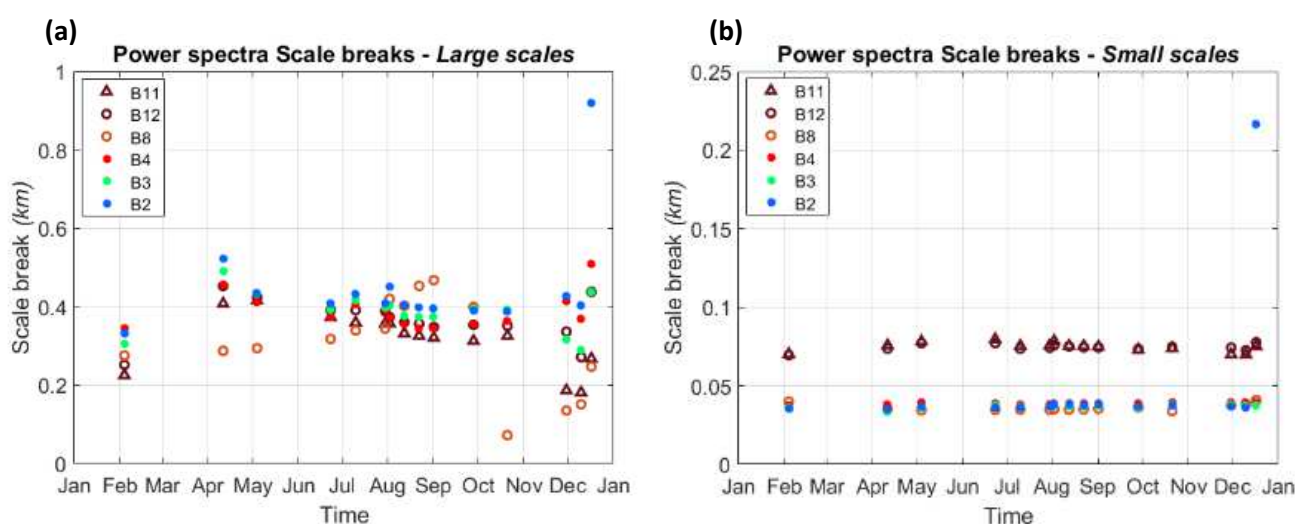 (a)
Power spectra Scale breaks - Large scales
1
0.8
0.6
0.4
0.2
0
B11
B12
B8
B4
B3
B2
Scale break (km)
Jan Feb Mar Apr May Jun Jul Aug Sep Oct Nov Dec Jan
Time
(b)
Power spectra Scale breaks - Small scales
0.25
0.2
0.15
0.1
0.05
0
B11
B12
B8
B4
B3
B2
Scale break (km)
Jan Feb Mar Apr May Jun Jul Aug Sep Oct Nov Dec Jan
Time